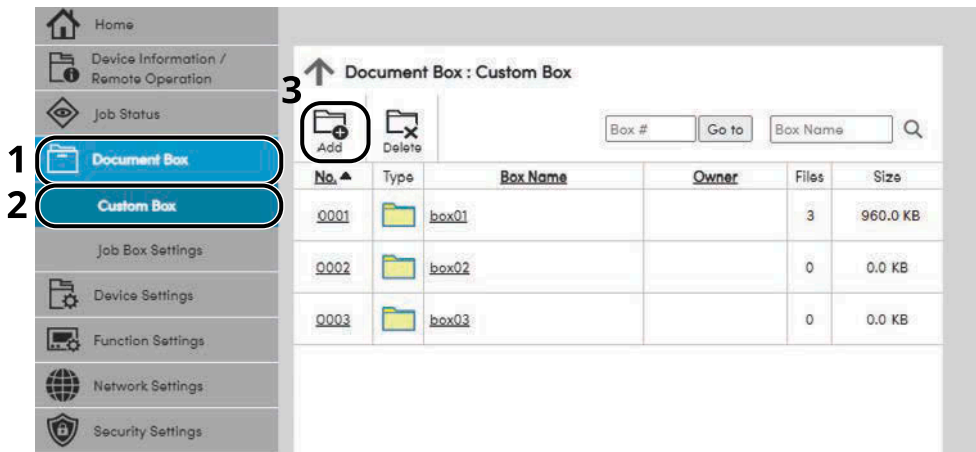 Home
Device Information /
Remote Operation
Job Status
1
Document Box
2
Custom Box
Job Box Settings
Device Settings
Function Settings
Network Settings
Security Settings
Document Box : Custom Box
3
Add
Delete
Box #
Go to
Box Name
No. ▲ Type Box Name Owner Files Size
0001 box01 3 960.0 KB
0002 box02 0 0.0 KB
0003 box03 0 0.0 KB